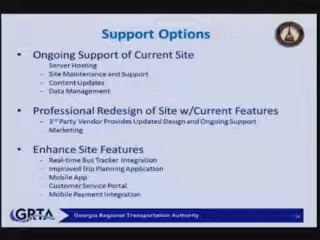 Support Options
• Ongoing Support of Current Site
Server Hosting
– Site Maintenance and Support
– Content Updates
– Data Management
• Professional Redesign of Site w/Current Features
– 3rd Party Vendor Provides Updated Design and Ongoing Support
Marketing
• Enhance Site Features
– Real-time Bus Tracker Integration
– Improved Trip Planning Application
– Mobile App
– Customer Service Portal
– Mobile Payment Integration
GRTA
Georgia Regional Transportation Authority